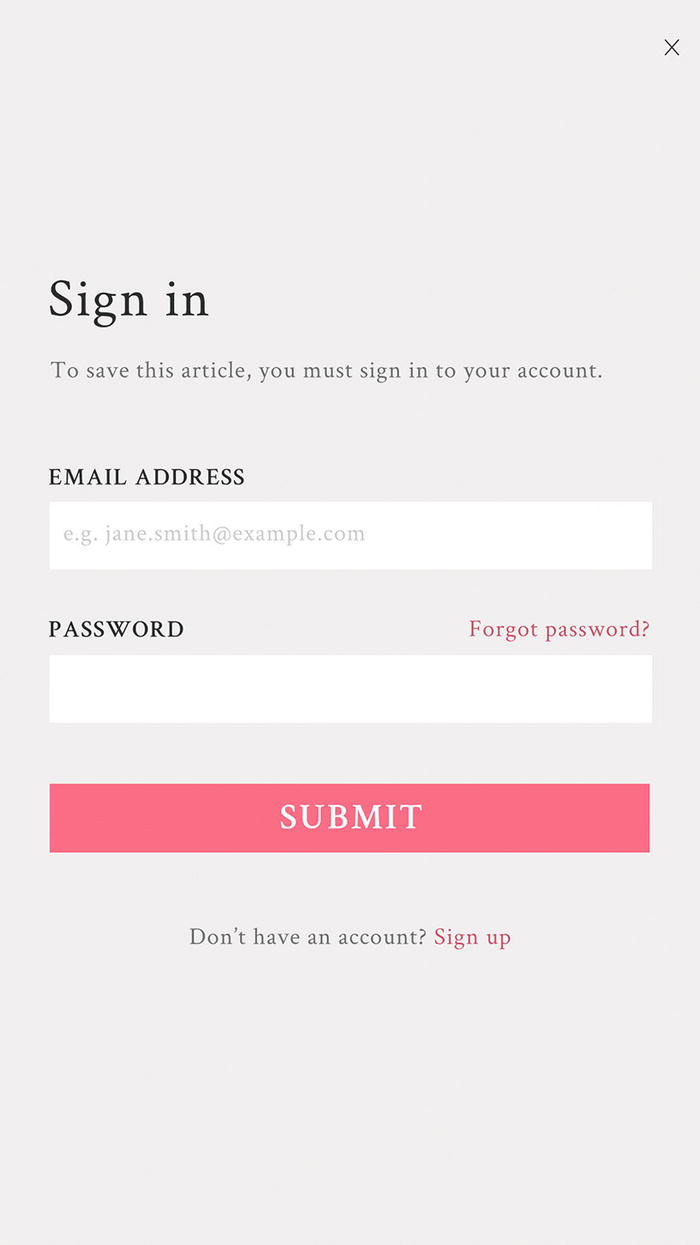 Sign in
To save this article, you must sign in to your account.
EMAIL ADDRESS
e.g. jane.smith@example.com
PASSWORD
Forgot password?
SUBMIT
Don’t have an account? Sign up